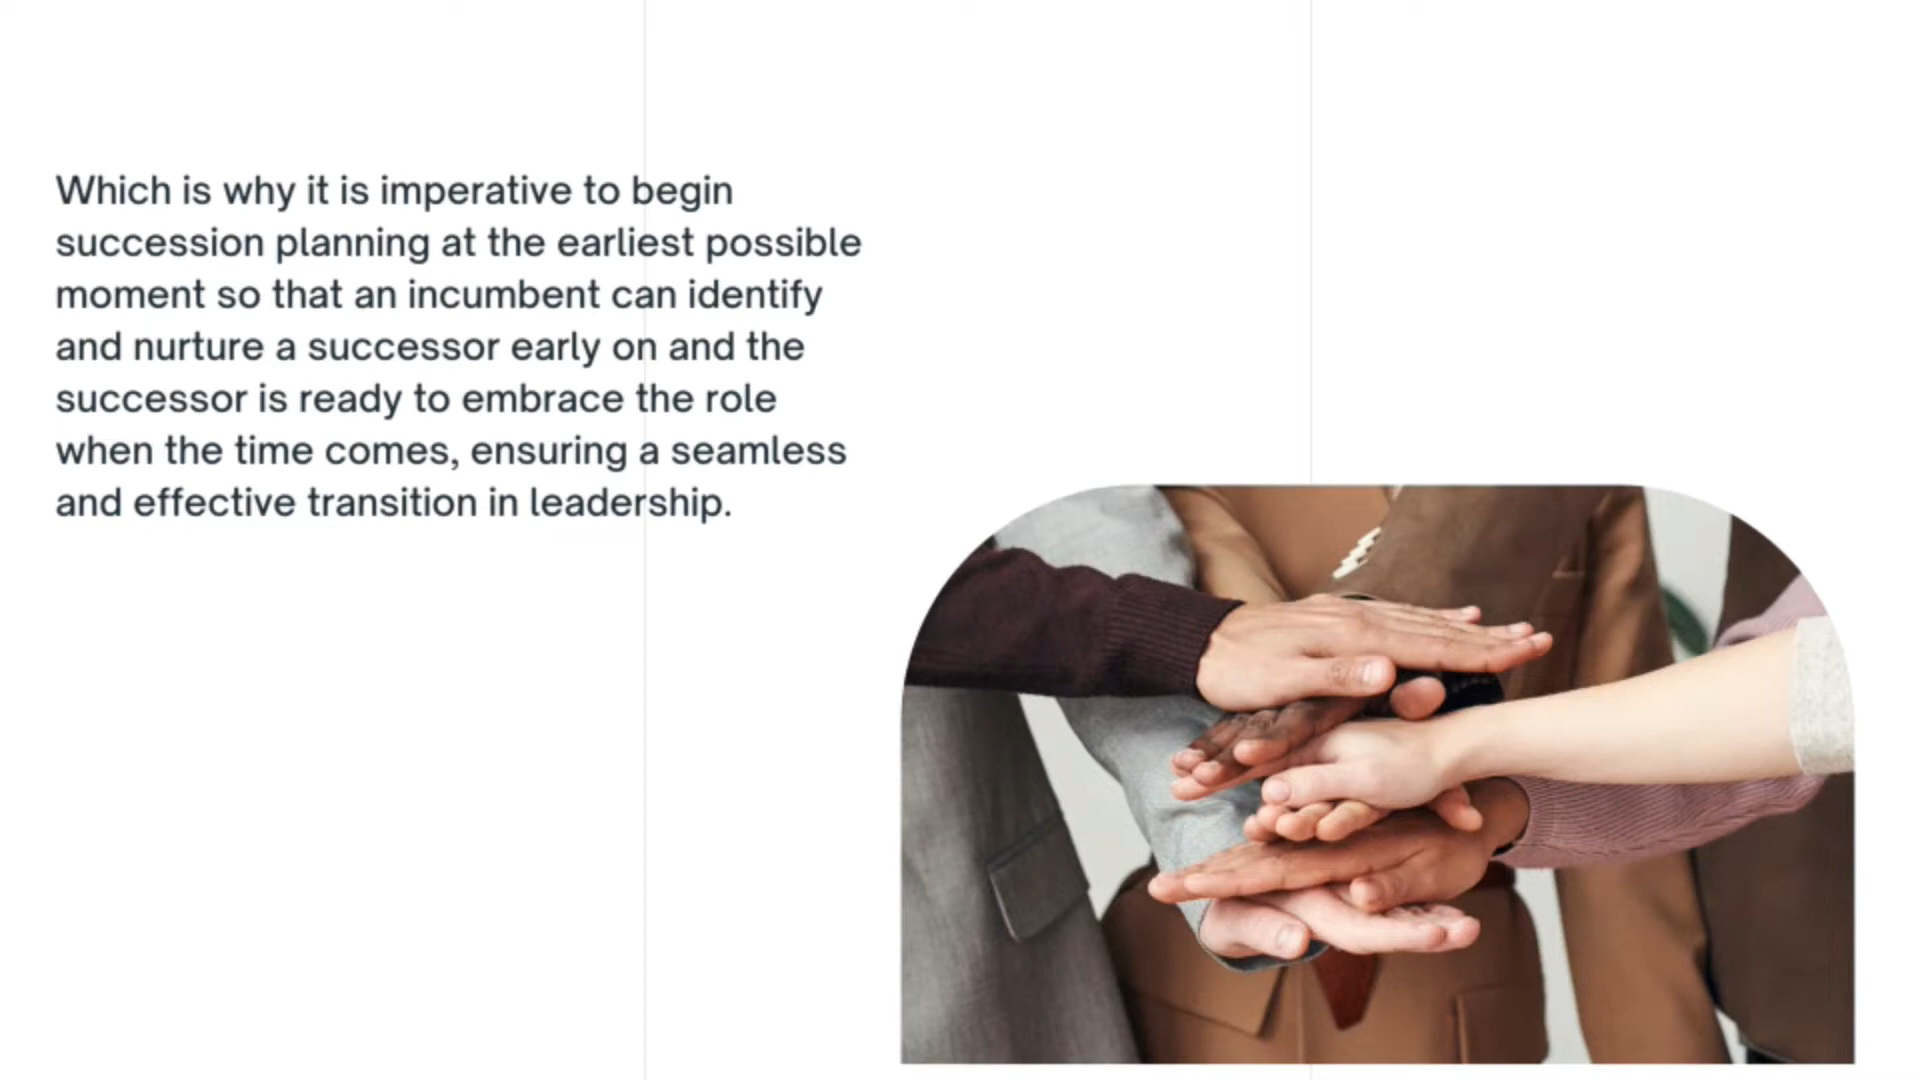 Which is why it is imperative to begin
succession planning at the earliest possible
moment so that an incumbent can identify
and nurture a successor early on and the
successor is ready to embrace the role
when the time comes, ensuring a seamless
and effective transition in leadership.